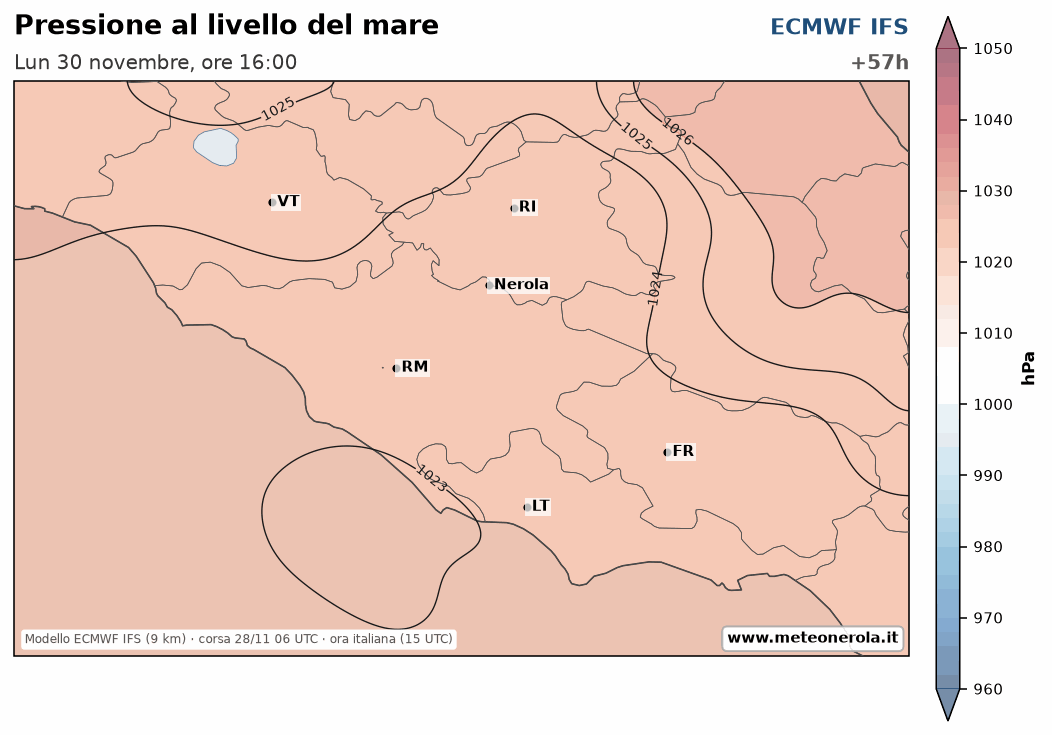 Pressione al livello del mare
ECMWF IFS
Lun 30 novembre, ore 16:00
+57h
1025
1025
1026
VT
RI
1024
Nerola
RM
FR
1023
LT
Modello ECMWF IFS (9 km) · corsa 28/11 06 UTC · ora italiana (15 UTC)
www.meteonerola.it
1050
1040
1030
1020
1010
1000
990
980
970
960
hPa